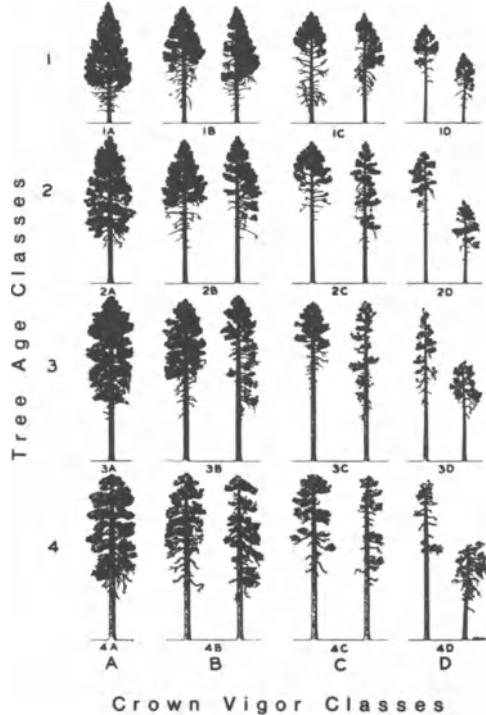 1
1A 1B 1C 1D
2
2A 2B 2C 2D
3
3A 3B 3C 3D
4
4A 4B 4C 4D
A B C D
Tree Age Classes
Crown Vigor Classes